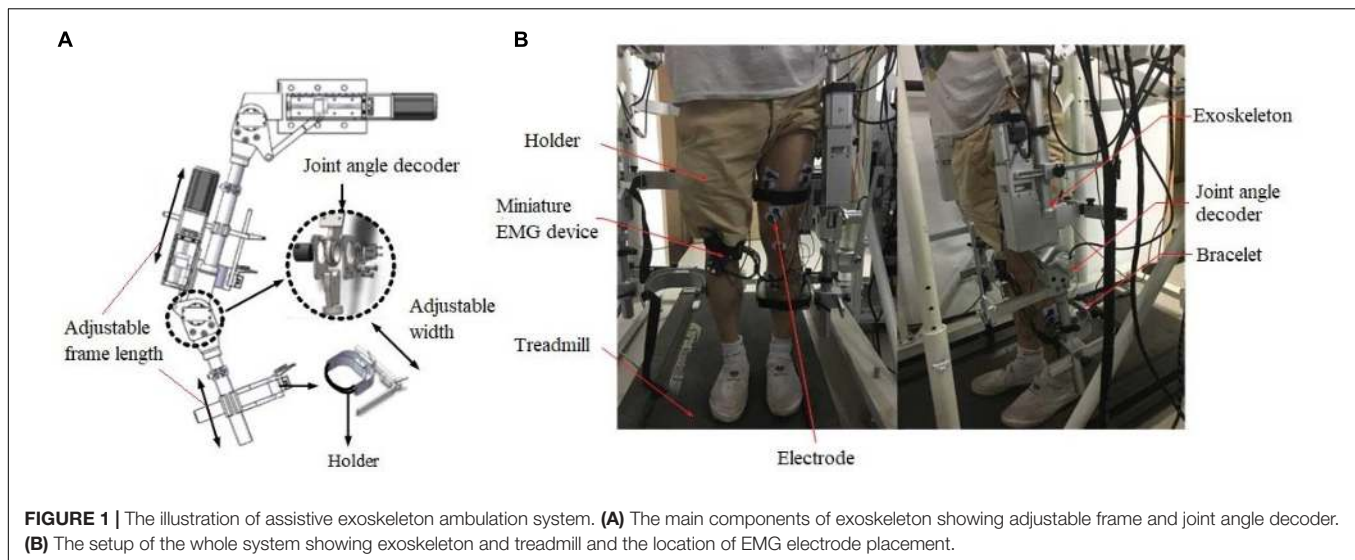 A
Joint angle decoder
Adjustable
width
Adjustable
frame length
Holder
B
Holder
Miniature
EMG device
Treadmill
Electrode
Exoskeleton
Joint angle
decoder
Bracelet
FIGURE 1 | The illustration of assistive exoskeleton ambulation system. (A) The main components of exoskeleton showing adjustable frame and joint angle decoder.
(B) The setup of the whole system showing exoskeleton and treadmill and the location of EMG electrode placement.